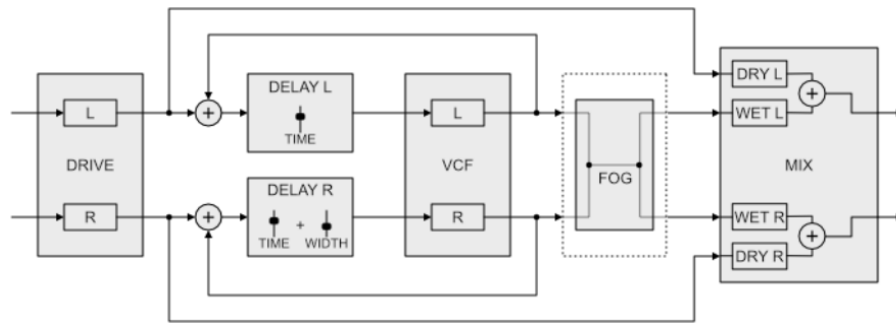 DRIVE
L
R
+
+
DELAY L
TIME
DELAY R
TIME + WIDTH
VCF
L
R
FOG
MIX
DRY L
WET L
+
WET R
DRY R
+